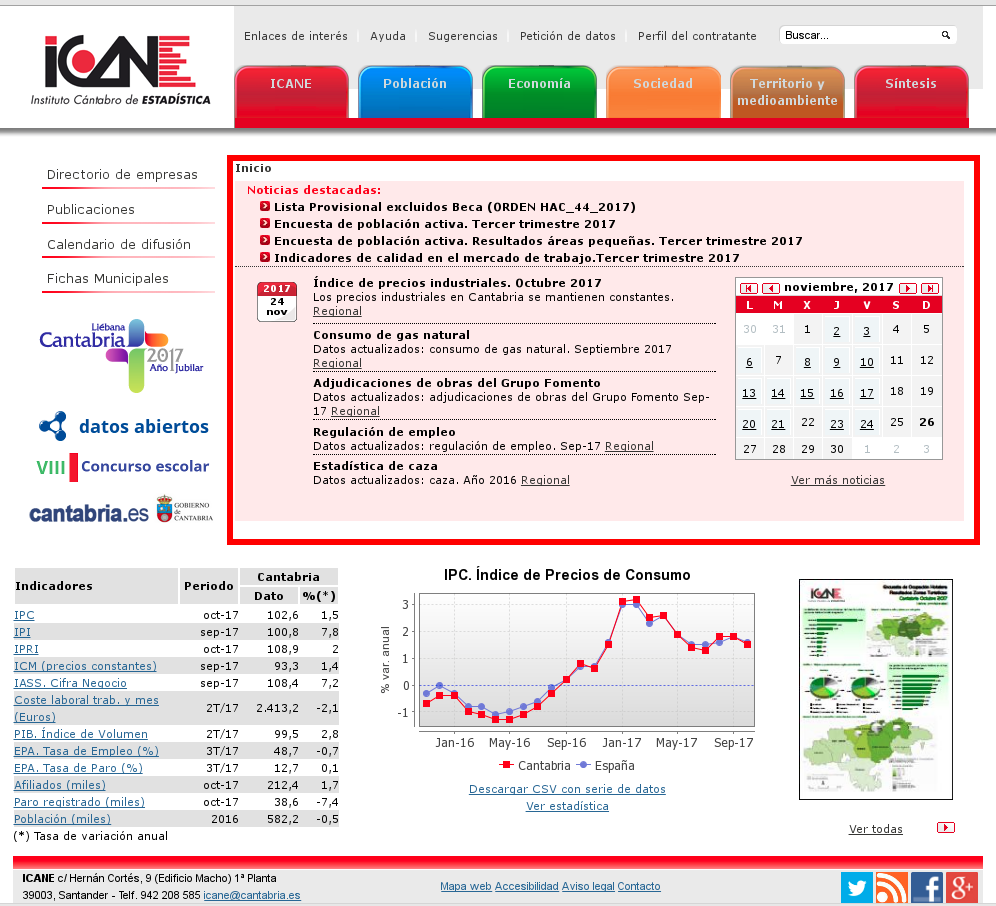 Enlaces de interés Ayuda Sugerencias Petición de datos Perfil del contratante Buscar...
ICANE
Instituto Cántabro de ESTADÍSTICA
ICANE Población Economía Sociedad Territorio y medioambiente Síntesis
Directorio de empresas
Publicaciones
Calendario de difusión
Fichas Municipales
Liébana
Cantabria 2017
Año Jubilar
datos abiertos
VIII Concurso escolar
cantabria.es GOBIERNO de CANTABRIA
Inicio
Noticias destacadas:
Lista Provisional excluidos Beca (ORDEN HAC_44_2017)
Encuesta de población activa. Tercer trimestre 2017
Encuesta de población activa. Resultados áreas pequeñas. Tercer trimestre 2017
Indicadores de calidad en el mercado de trabajo.Tercer trimestre 2017
2017
24
nov
Índice de precios industriales. Octubre 2017
Los precios industriales en Cantabria se mantienen constantes.
Regional
Consumo de gas natural
Datos actualizados: consumo de gas natural. Septiembre 2017
Regional
Adjudicaciones de obras del Grupo Fomento
Datos actualizados: adjudicaciones de obras del Grupo Fomento Sep-
17 Regional
Regulación de empleo
Datos actualizados: regulación de empleo. Sep-17 Regional
Estadística de caza
Datos actualizados: caza. Año 2016 Regional
noviembre, 2017
L M X J V S D
30 31 1 2 3 4 5
6 7 8 9 10 11 12
13 14 15 16 17 18 19
20 21 22 23 24 25 26
27 28 29 30 1 2 3
Ver más noticias
Indicadores Periodo Cantabria
Dato %(*)
IPC oct-17 102,6 1,5
IPI sep-17 100,8 7,8
IPRI oct-17 108,9 2
ICM (precios constantes) sep-17 93,3 1,4
IASS. Cifra Negocio sep-17 108,4 7,2
Coste laboral trab. y mes
(Euros) 2T/17 2.413,2 -2,1
PIB. Índice de Volumen 2T/17 99,5 2,8
EPA. Tasa de Empleo (%) 3T/17 48,7 -0,7
EPA. Tasa de Paro (%) 3T/17 12,7 0,1
Afiliados (miles) oct-17 212,4 1,7
Paro registrado (miles) oct-17 38,6 -7,4
Población (miles) 2016 582,2 -0,5
(*) Tasa de variación anual
IPC. Índice de Precios de Consumo
% var. anual
3
2
1
0
-1
Jan-16 May-16 Sep-16 Jan-17 May-17 Sep-17
Cantabria España
Descargar CSV con serie de datos
Ver estadística
ICANE
Encuesta de Ocupación Hotelera
Resultados Zonas Turísticas
Cantabria Octubre 2017
Ver todas
ICANE c/ Hernán Cortés, 9 (Edificio Macho) 1ª Planta
39003, Santander - Telf. 942 208 585 icane@cantabria.es
Mapa web Accesibilidad Aviso legal Contacto